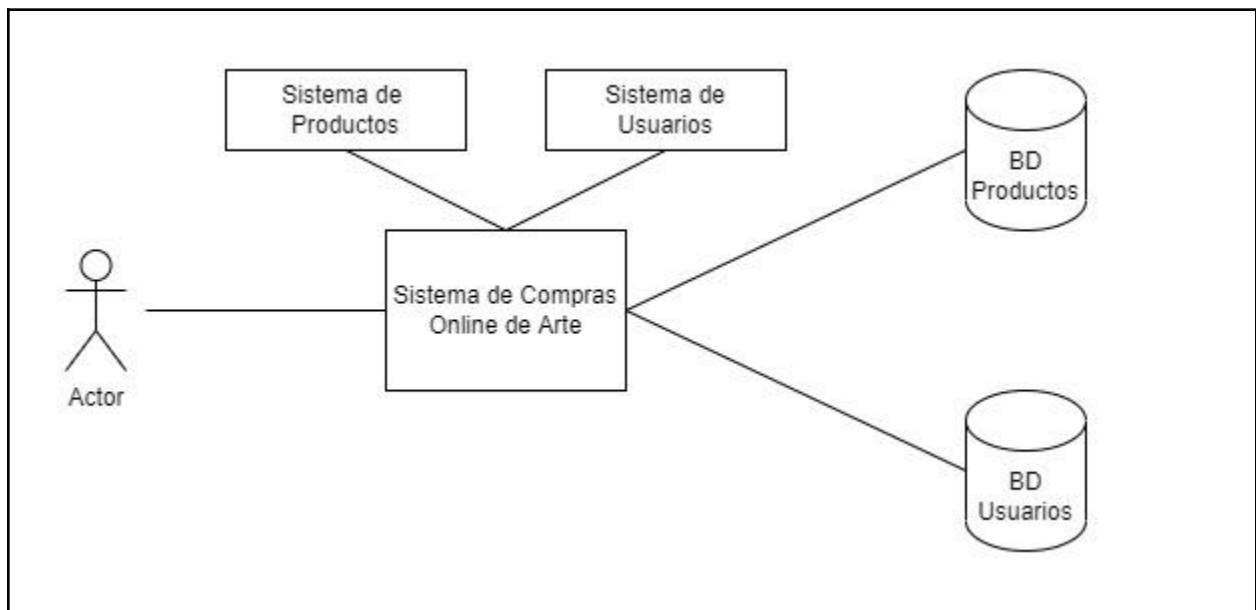 Sistema de
Productos
Sistema de
Usuarios
BD
Productos
Sistema de Compras
Online de Arte
Actor
BD
Usuarios